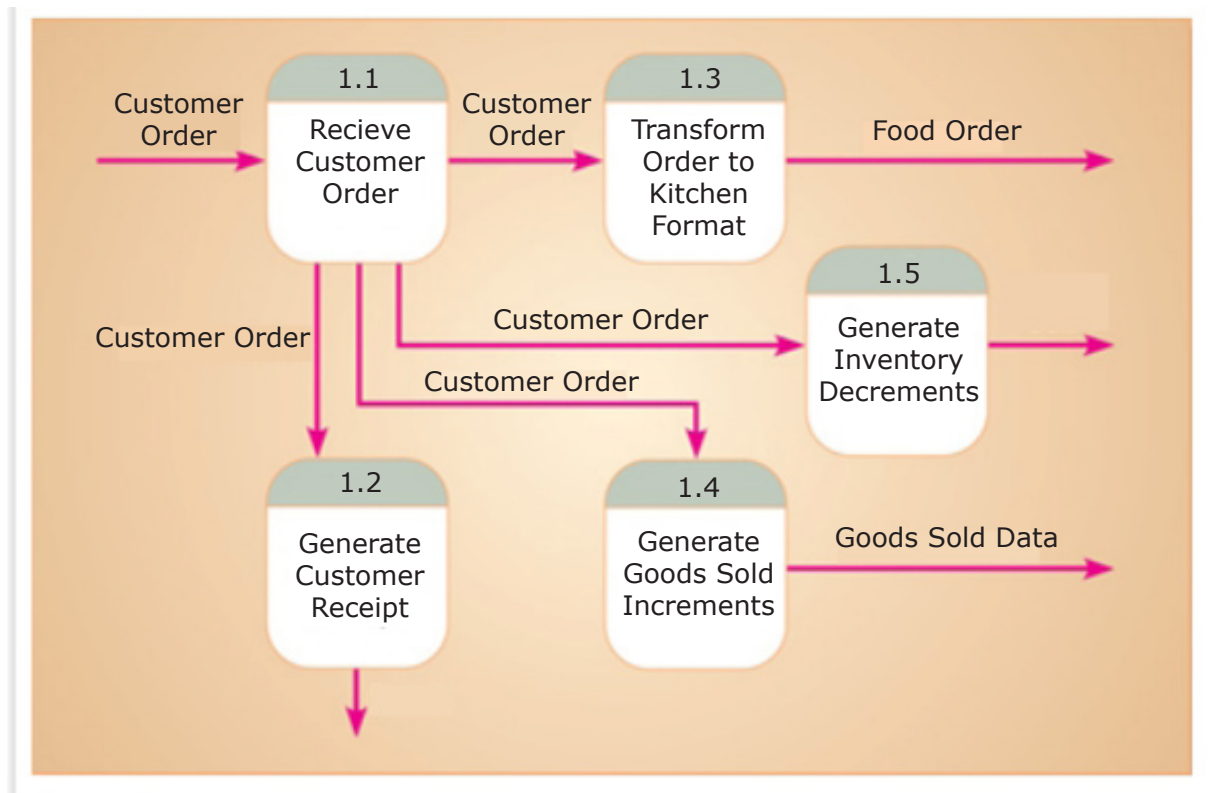 Customer
Order
1.1
Recieve
Customer
Order
Customer
Order
1.3
Transform
Order to
Kitchen
Format
Food Order
Customer Order
Customer Order
1.5
Generate
Inventory
Decrements
Customer Order
1.2
Generate
Customer
Receipt
1.4
Generate
Goods Sold
Increments
Goods Sold Data